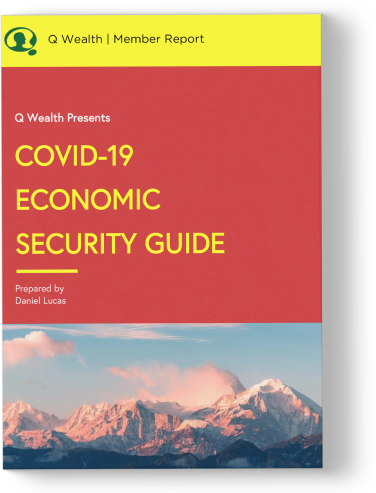 Q Wealth | Member Report
Q Wealth Presents
COVID-19
ECONOMIC
SECURITY GUIDE
Prepared by
Daniel Lucas